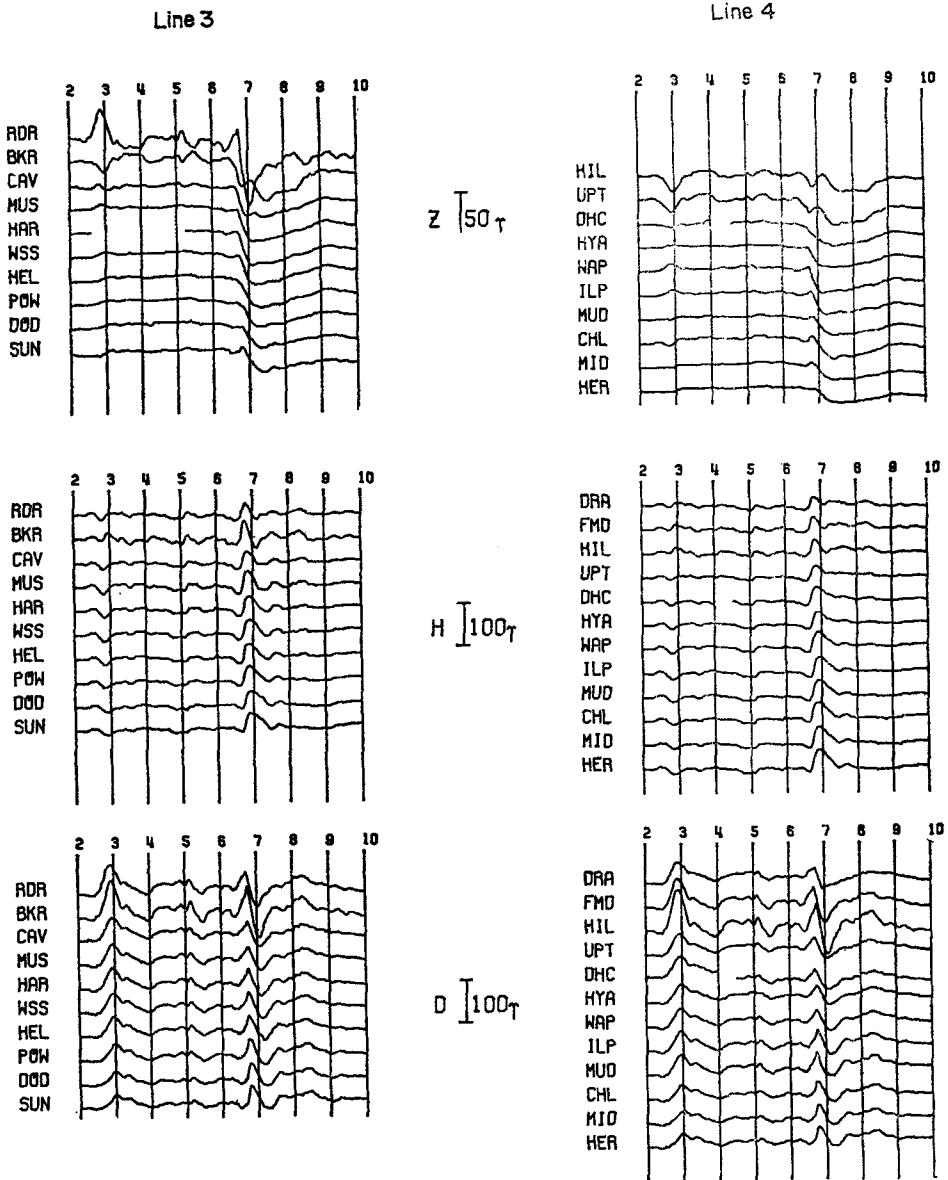 Line 3
2 3 4 5 6 7 8 9 10
RDR
BKR
CAV
MUS
HAR
WSS
HEL
POW
DOD
SUN
Line 4
2 3 4 5 6 7 8 9 10
HIL
UPT
DHC
HYA
WAP
ILP
MUD
CHL
MID
HER
Z 50 γ
2 3 4 5 6 7 8 9 10
RDR
BKR
CAV
MUS
HAR
WSS
HEL
POW
DOD
SUN
H 100γ
2 3 4 5 6 7 8 9 10
DRA
FMD
HIL
UPT
DHC
HYA
WAP
ILP
MUD
CHL
MID
HER
2 3 4 5 6 7 8 9 10
RDR
BKR
CAV
MUS
HAR
WSS
HEL
POW
DOD
SUN
D 100γ
2 3 4 5 6 7 8 9 10
DRA
FMD
HIL
UPT
DHC
HYA
WAP
ILP
MUD
CHL
MID
HER